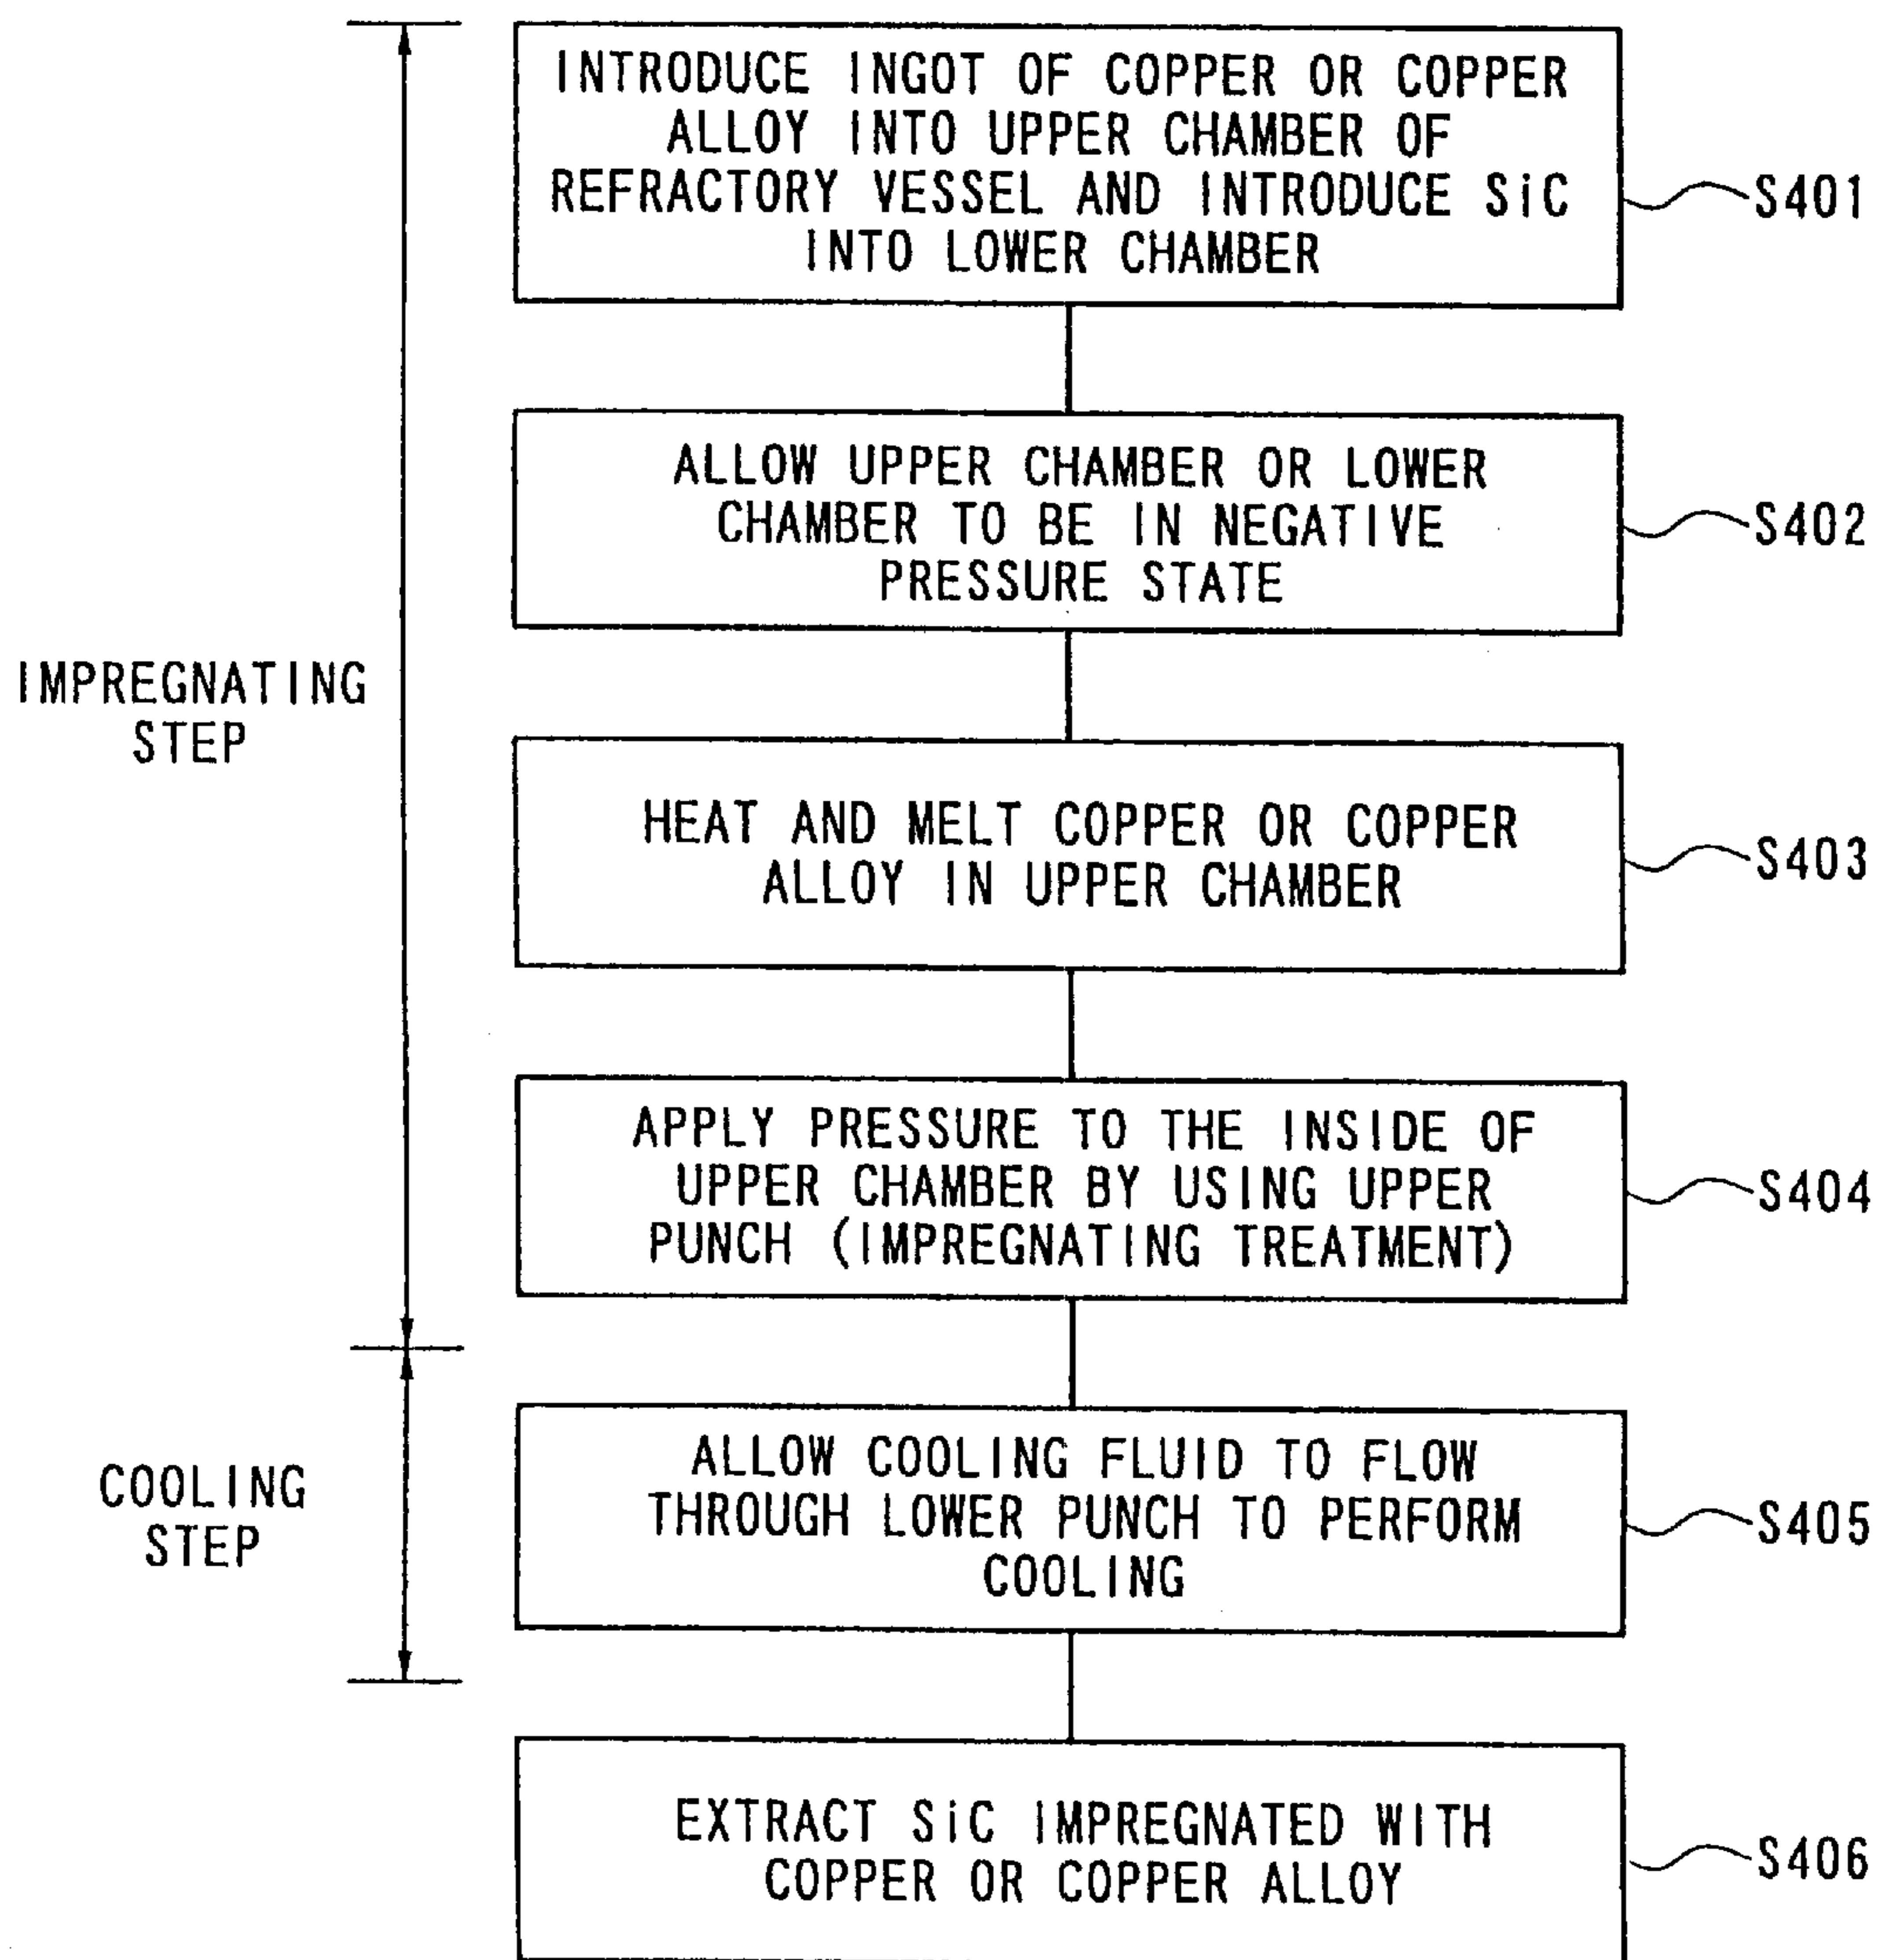 INTRODUCE INGOT OF COPPER OR COPPER
ALLOY INTO UPPER CHAMBER OF
REFRACTORY VESSEL AND INTRODUCE SiC
INTO LOWER CHAMBER
S401
ALLOW UPPER CHAMBER OR LOWER
CHAMBER TO BE IN NEGATIVE
PRESSURE STATE
S402
IMPREGNATING
STEP
HEAT AND MELT COPPER OR COPPER
ALLOY IN UPPER CHAMBER
S403
APPLY PRESSURE TO THE INSIDE OF
UPPER CHAMBER BY USING UPPER
PUNCH (IMPREGNATING TREATMENT)
S404
COOLING
STEP
ALLOW COOLING FLUID TO FLOW
THROUGH LOWER PUNCH TO PERFORM
COOLING
S405
EXTRACT SiC IMPREGNATED WITH
COPPER OR COPPER ALLOY
S406